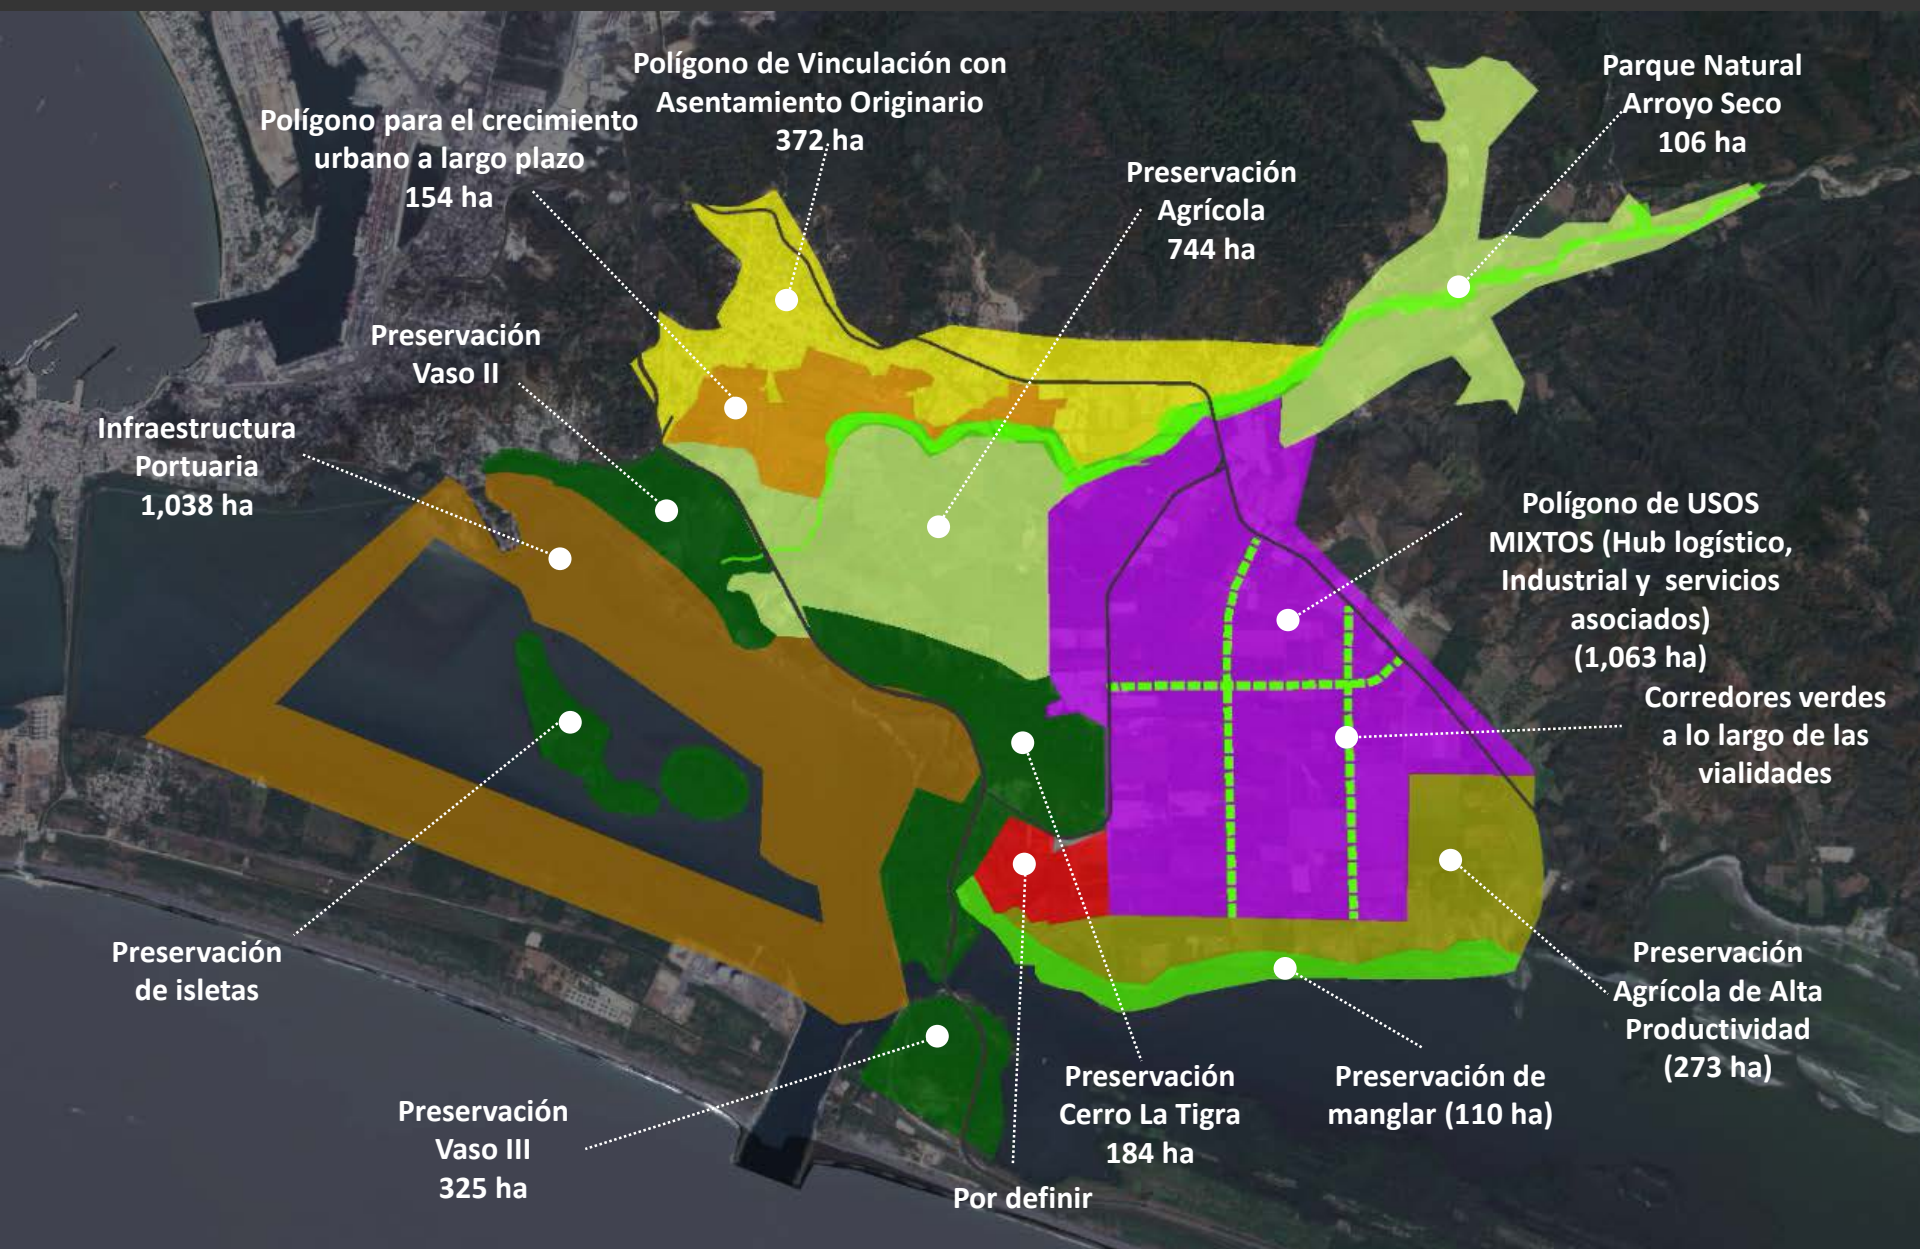 Polígono de Vinculación con
Asentamiento Originario
372 ha
Parque Natural
Arroyo Seco
106 ha
Polígono para el crecimiento
urbano a largo plazo
154 ha
Preservación
Agrícola
744 ha
Preservación
Vaso II
Infraestructura
Portuaria
1,038 ha
Polígono de USOS
MIXTOS (Hub logístico,
Industrial y servicios
asociados)
(1,063 ha)
Corredores verdes
a lo largo de las
vialidades
Preservación
de isletas
Preservación
Agrícola de Alta
Productividad
(273 ha)
Preservación
Vaso III
325 ha
Preservación
Cerro La Tigra
184 ha
Preservación de
manglar (110 ha)
Por definir